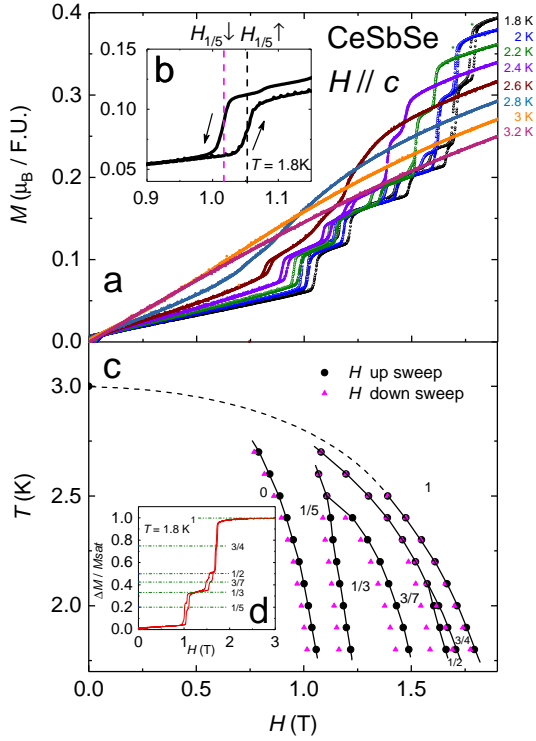 H1/5↓ H1/5↑
CeSbSe
H // c
b
T = 1.8K
0.15
0.10
0.05
0.9 1.0 1.1
1.8 K
2 K
2.2 K
2.4 K
2.6 K
2.8 K
3 K
3.2 K
0.4
0.3
0.2
0.1
0.0
M (μB / F.U.)
a
c
H up sweep
H down sweep
3.0
2.5
2.0
T (K)
0
1/5
1/3
3/7
1/2
3/4
1
T = 1.8 K
1
3/4
1/2
3/7
1/3
1/5
d
1.0
0.8
0.6
0.4
0.2
0.0
ΔM / Msat
0 1 2 3
H (T)
0.0 0.5 1.0 1.5
H (T)